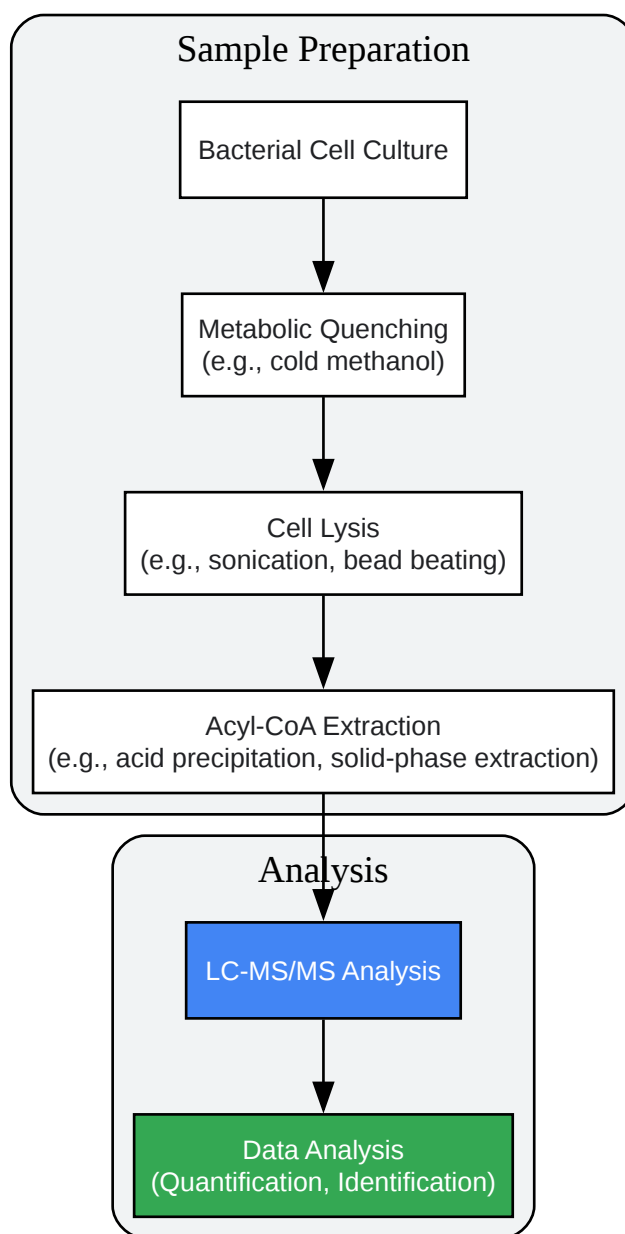 Sample Preparation
Bacterial Cell Culture
Metabolic Quenching
(e.g., cold methanol)
Cell Lysis
(e.g., sonication, bead beating)
Acyl-CoA Extraction
(e.g., acid precipitation, solid-phase extraction)
Analysis
LC-MS/MS Analysis
Data Analysis
(Quantification, Identification)